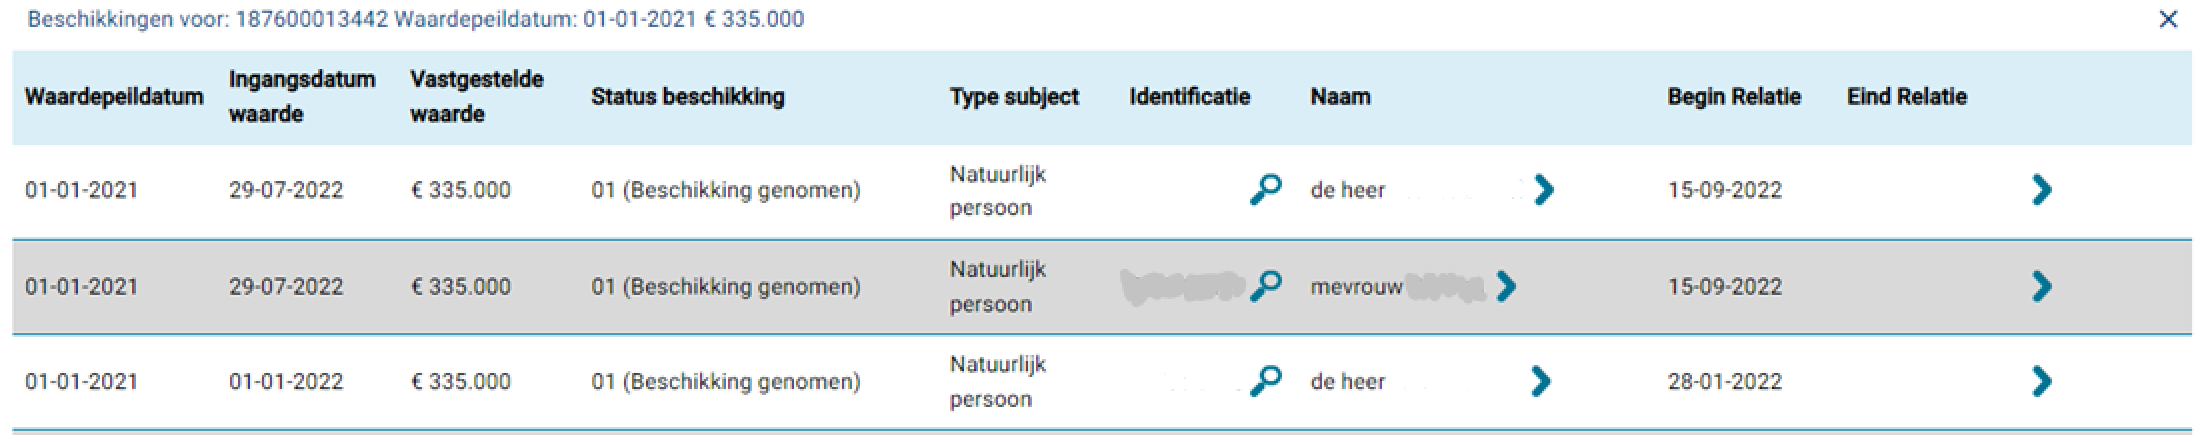 Beschikkingen voor: 187600013442 Waardepeildatum: 01-01-2021 € 335.000
Waardepeildatum Ingangsdatum waarde Vastgestelde waarde Status beschikking Type subject Identificatie Naam Begin Relatie Eind Relatie
01-01-2021 29-07-2022 € 335.000 01 (Beschikking genomen) Natuurlijk persoon de heer 15-09-2022
01-01-2021 29-07-2022 € 335.000 01 (Beschikking genomen) Natuurlijk persoon mevrouw 15-09-2022
01-01-2021 01-01-2022 € 335.000 01 (Beschikking genomen) Natuurlijk persoon de heer 28-01-2022